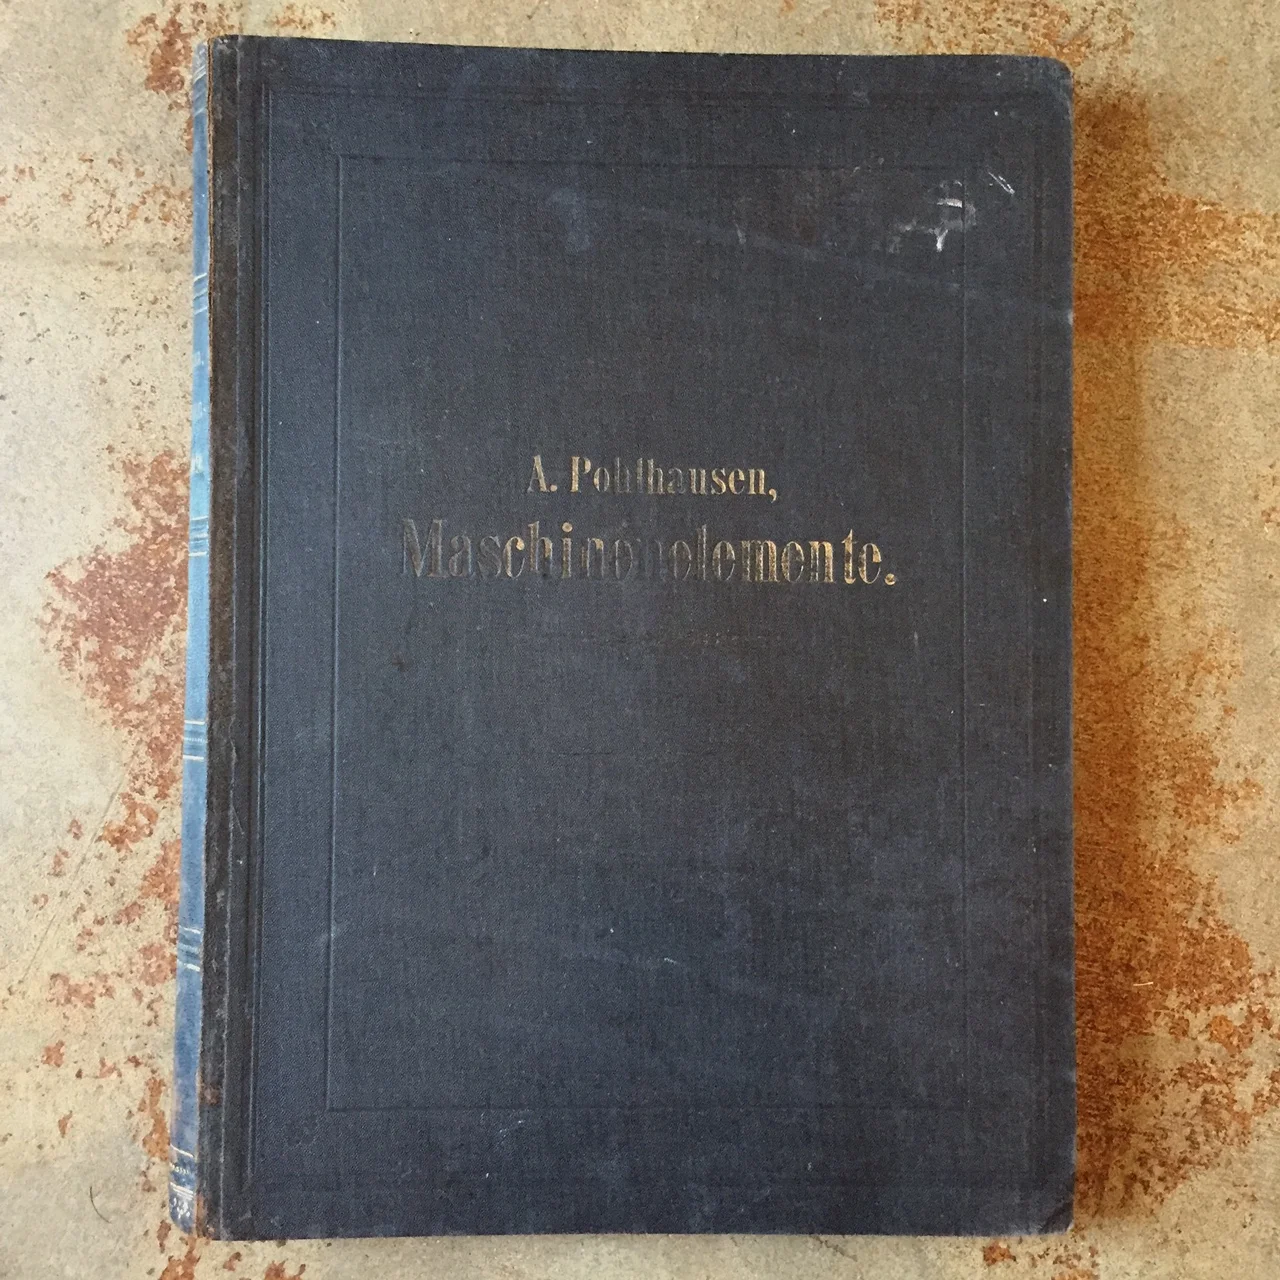 A. Pohlhausen,
Maschinenelemente.